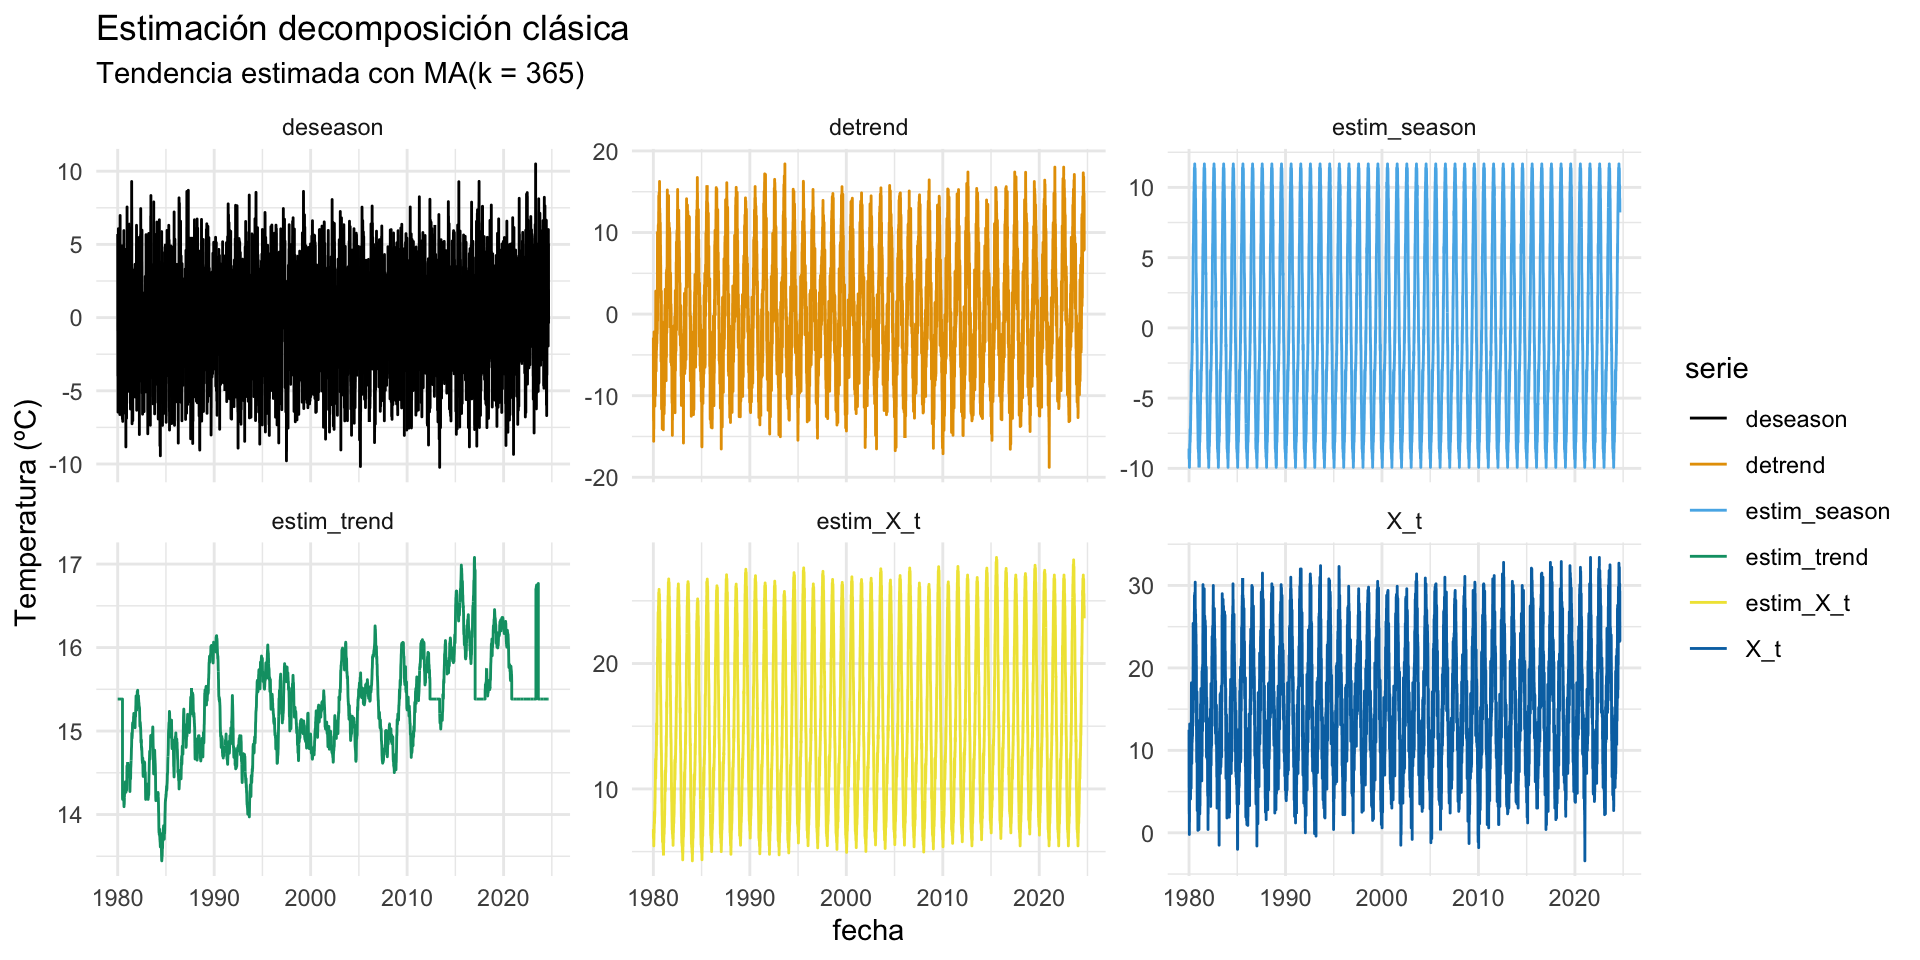 Estimación decomposición clásica
Tendencia estimada con MA(k = 365)
deseason
detrend
estim_season
10
5
0
-5
-10
20
10
0
-10
-20
10
5
0
-5
-10
Temperatura (ºC)
estim_trend
estim_X_t
X_t
17
16
15
14
20
10
30
20
10
0
1980 1990 2000 2010 2020
1980 1990 2000 2010 2020
1980 1990 2000 2010 2020
fecha
serie
deseason
detrend
estim_season
estim_trend
estim_X_t
X_t